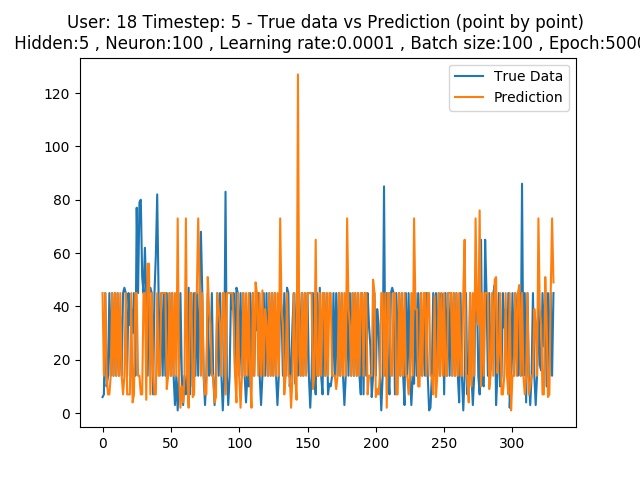 User: 18 Timestep: 5 - True data vs Prediction (point by point)
Hidden:5 , Neuron:100 , Learning rate:0.0001 , Batch size:100 , Epoch:5000
True Data
Prediction
120
100
80
60
40
20
0
0 50 100 150 200 250 300